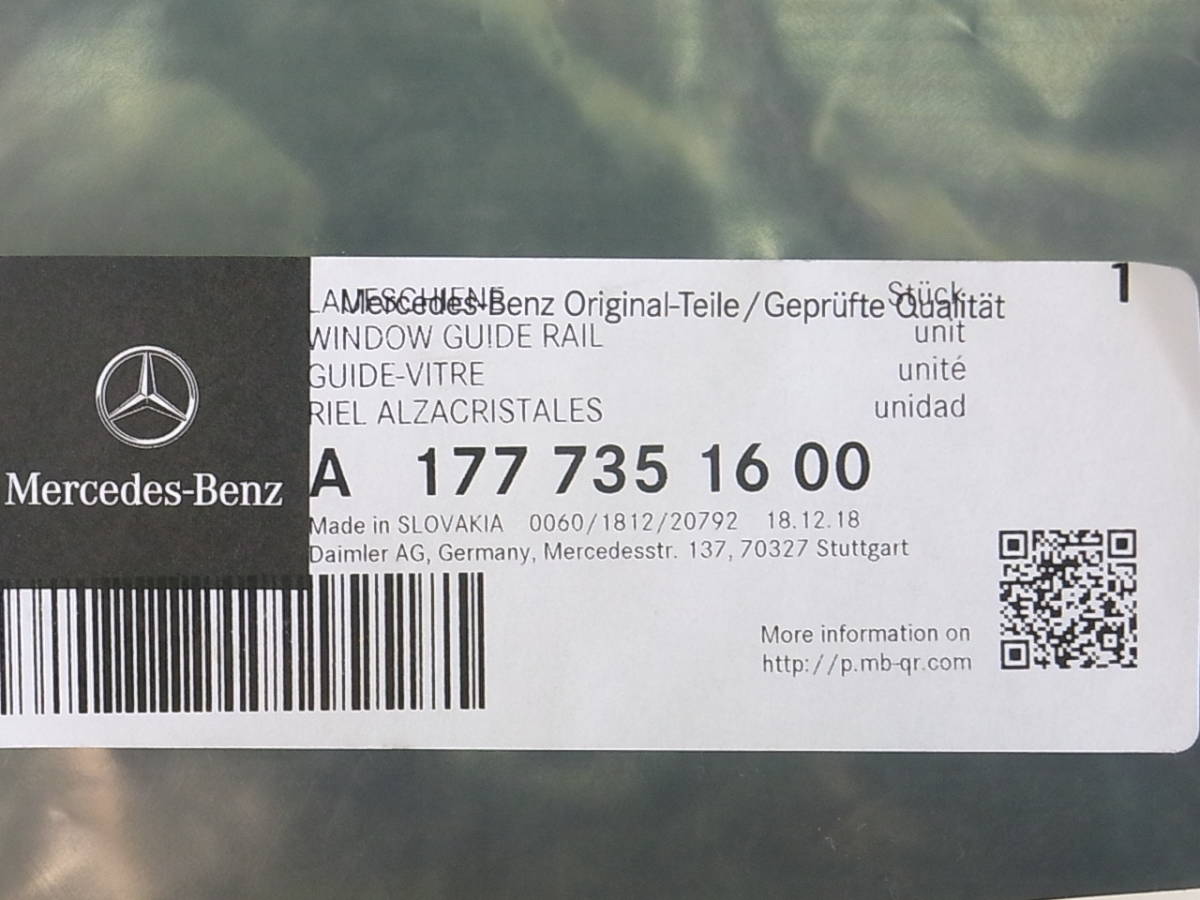 Mercedes-Benz Original-Teile/Geprüfte Qualität
LAUFSCHIENE Stück 1
WINDOW GUIDE RAIL unit
GUIDE-VITRE unité
RIEL ALZACRISTALES unidad
A 177 735 16 00
Mercedes-Benz
Made in SLOVAKIA 0060/1812/20792 18.12.18
Daimler AG, Germany, Mercedesstr. 137, 70327 Stuttgart
More information on
http://p.mb-qr.com